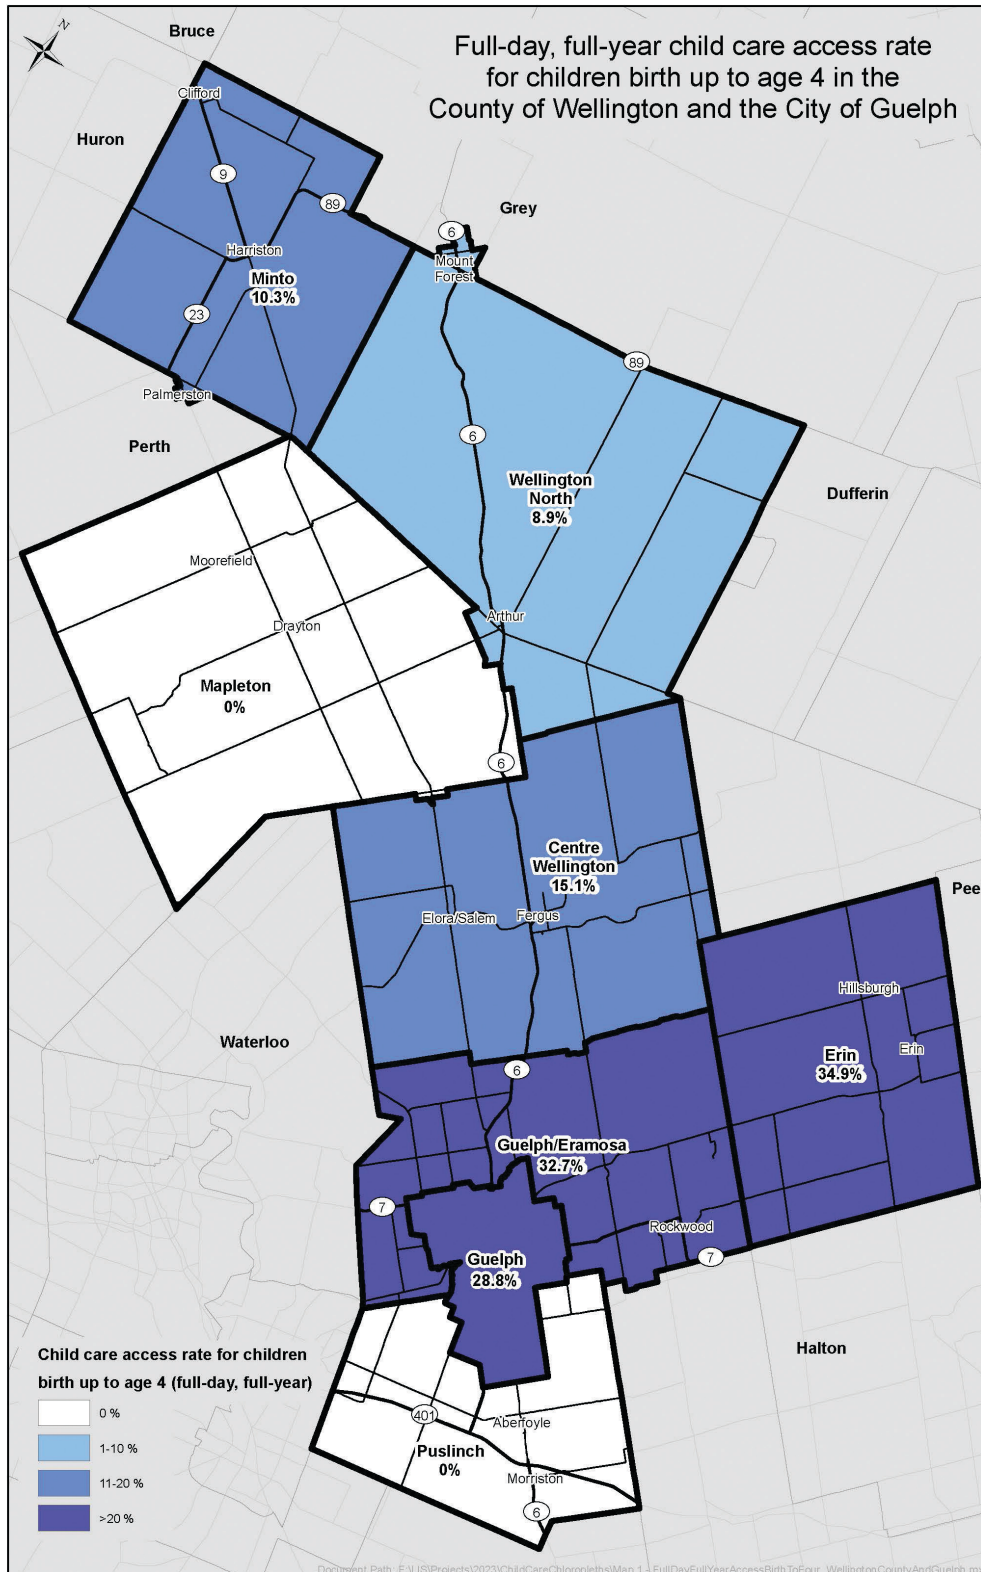 N
Bruce
Full-day, full-year child care access rate
for children birth up to age 4 in the
County of Wellington and the City of Guelph
Clifford
Huron
9
89
Grey
6
Harriston
Mount
Forest
Minto
10.3%
23
89
Palmerston
Perth
6
Wellington
North
8.9%
Dufferin
Moorefield
Arthur
Drayton
Mapleton
0%
6
Centre
Wellington
15.1%
Pee
Elora/Salem
Fergus
Hillsburgh
Waterloo
Erin
Erin
34.9%
6
Guelph/Eramosa
32.7%
7
Rockwood
7
Guelph
28.8%
Halton
Child care access rate for children
birth up to age 4 (full-day, full-year)
0 %
1-10 %
11-20 %
>20 %
401
Aberfoyle
Puslinch
0%
Morriston
6